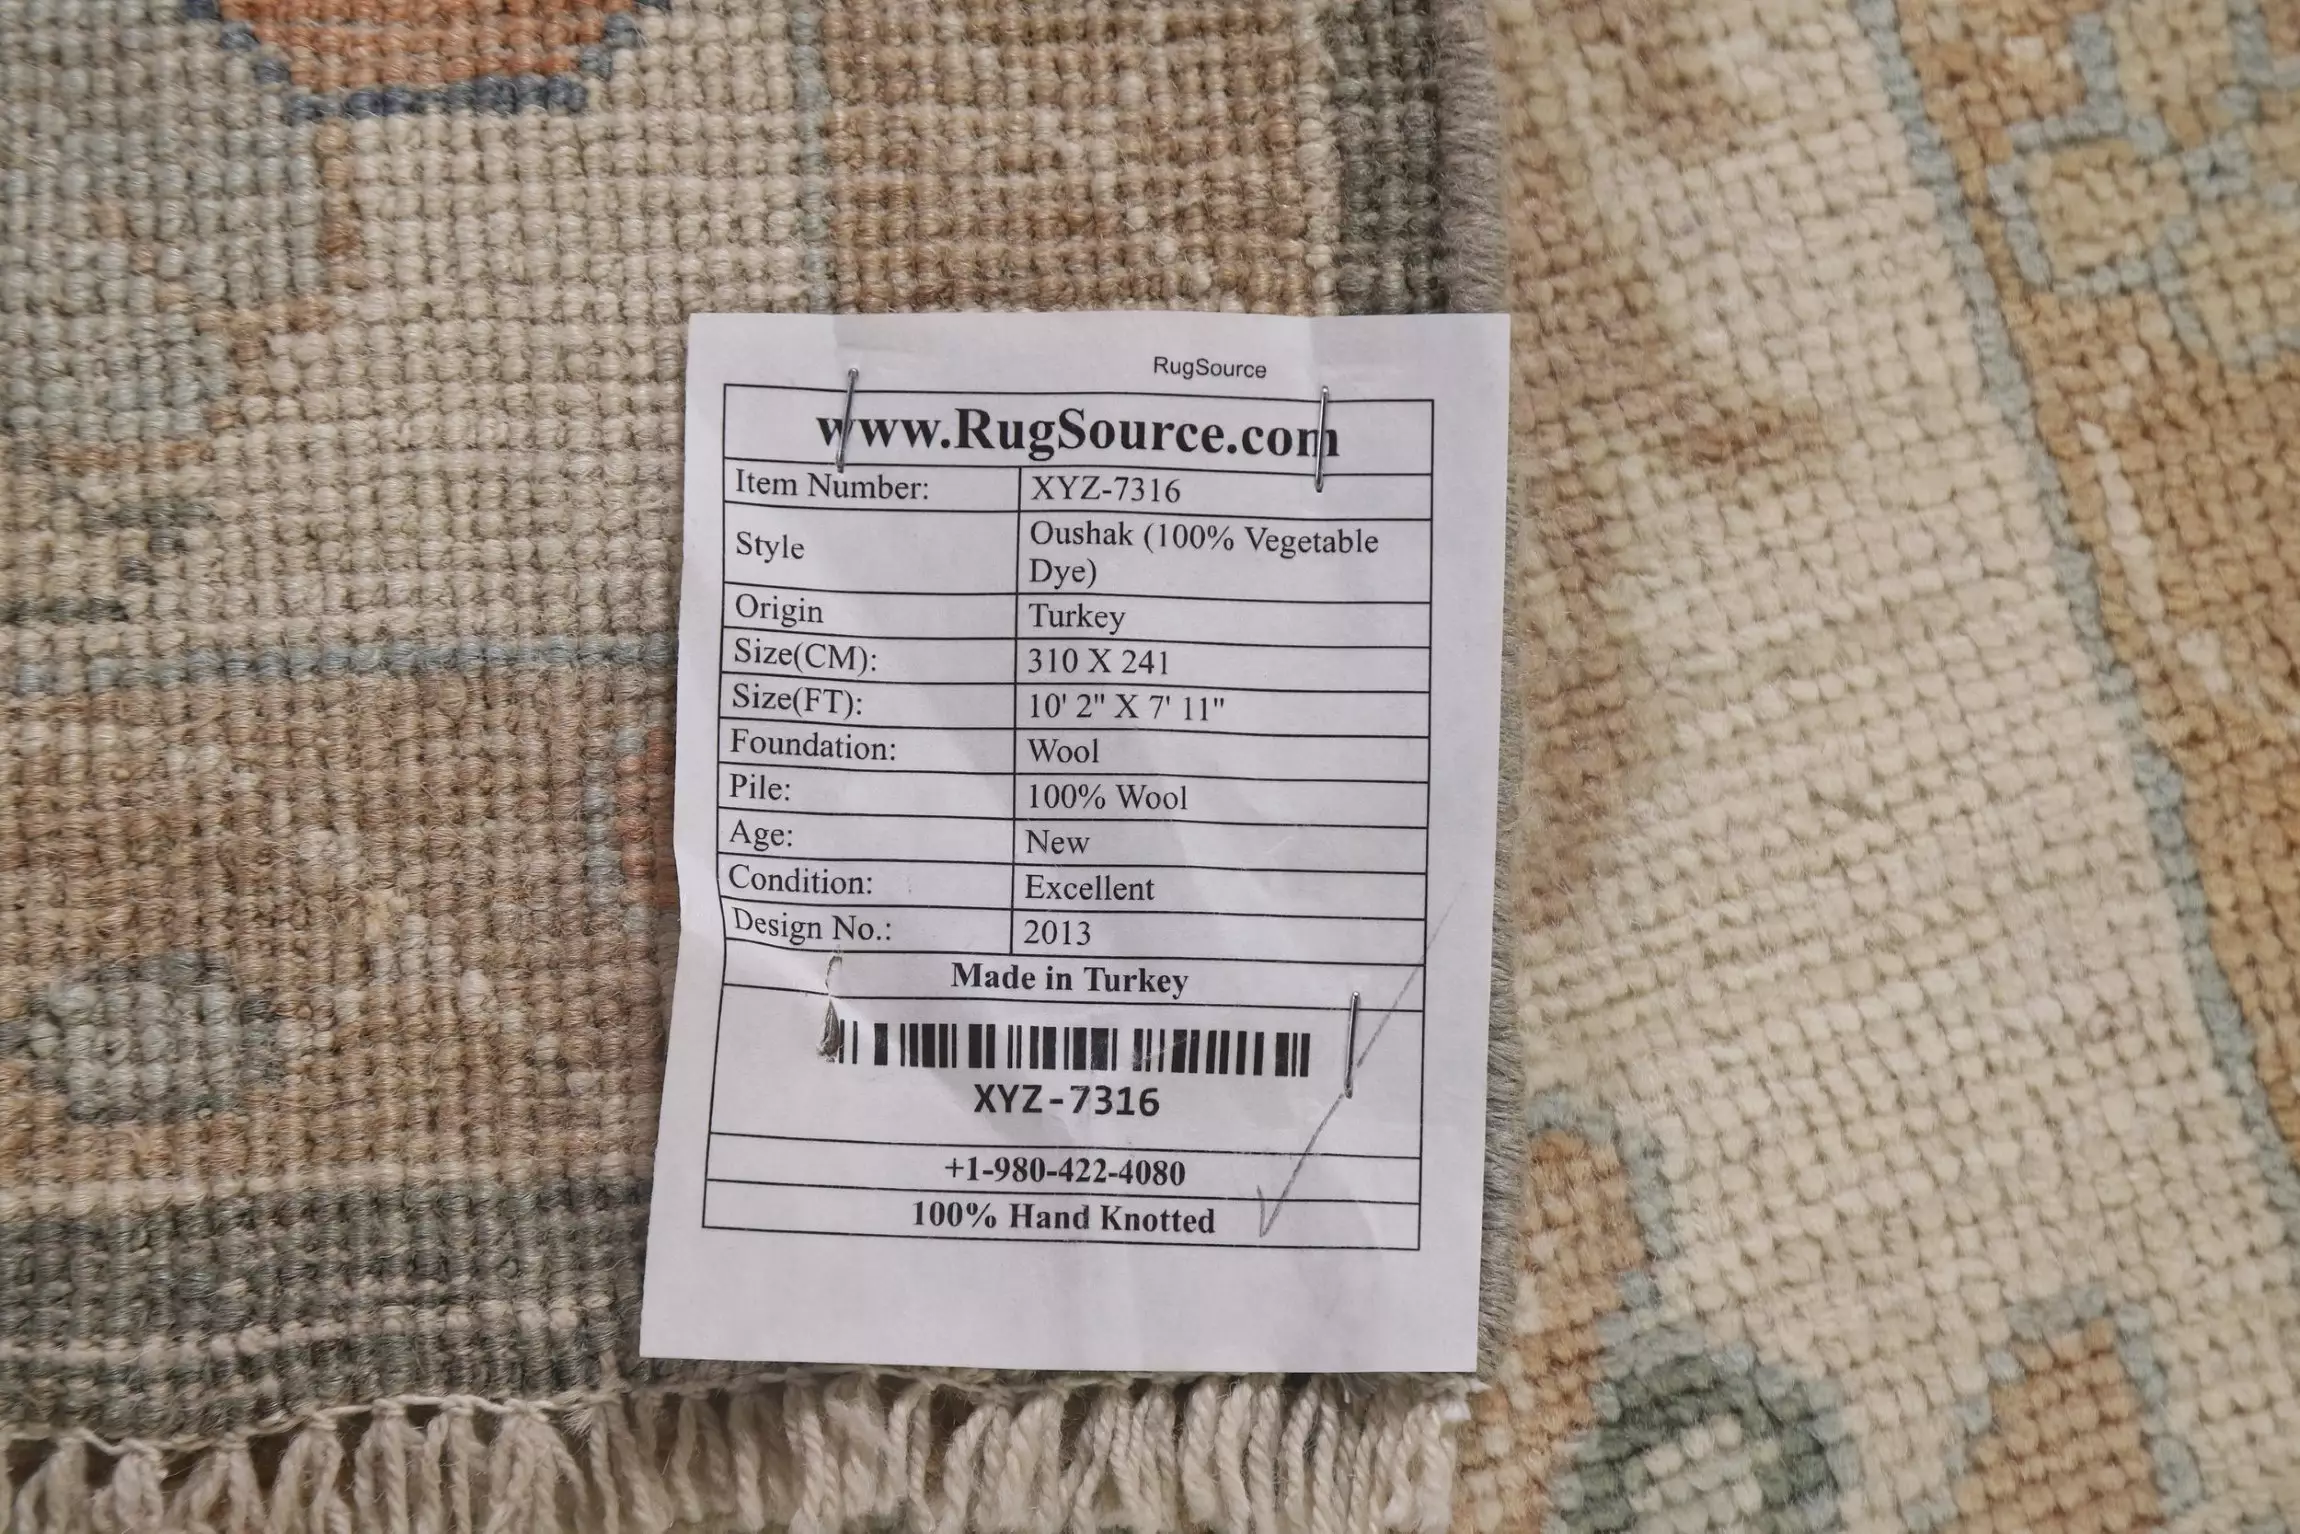 RugSource
www.RugSource.com
Item Number: XYZ-7316
Style Oushak (100% Vegetable
Dye)
Origin Turkey
Size(CM): 310 X 241
Size(FT): 10' 2" X 7' 11"
Foundation: Wool
Pile: 100% Wool
Age: New
Condition: Excellent
Design No.: 2013
Made in Turkey
XYZ-7316
+1-980-422-4080
100% Hand Knotted